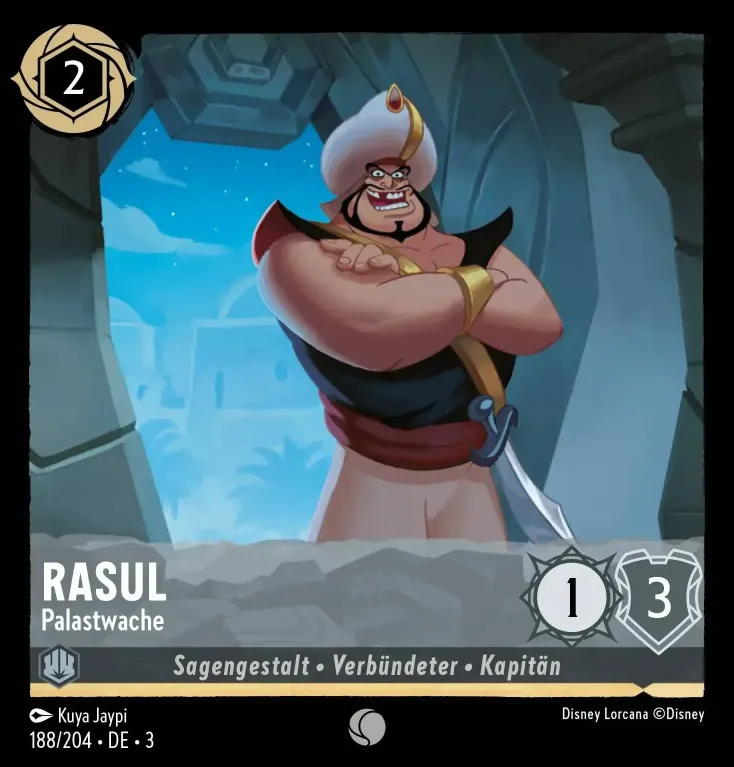 2
RASUL
Palastwache
1 3
Sagengestalt • Verbündeter • Kapitän
Kuya Jaypi
Disney Lorcana ©Disney
188/204 • DE • 3